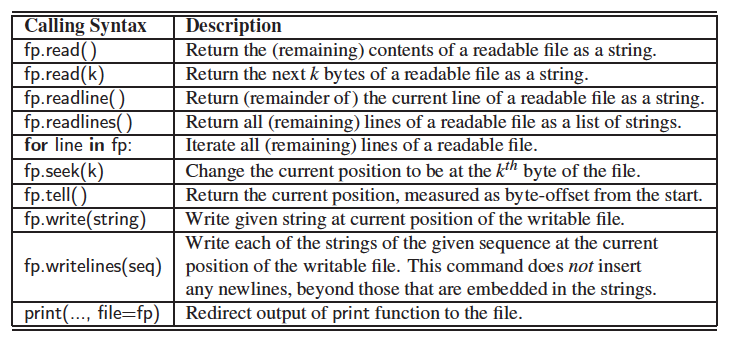 Calling Syntax Description
fp.read() Return the (remaining) contents of a readable file as a string.
fp.read(k) Return the next k bytes of a readable file as a string.
fp.readline() Return (remainder of) the current line of a readable file as a string.
fp.readlines() Return all (remaining) lines of a readable file as a list of strings.
for line in fp: Iterate all (remaining) lines of a readable file.
fp.seek(k) Change the current position to be at the kth byte of the file.
fp.tell() Return the current position, measured as byte-offset from the start.
fp.write(string) Write given string at current position of the writable file.
Write each of the strings of the given sequence at the current
fp.writelines(seq) position of the writable file. This command does not insert
any newlines, beyond those that are embedded in the strings.
print(..., file=fp) Redirect output of print function to the file.